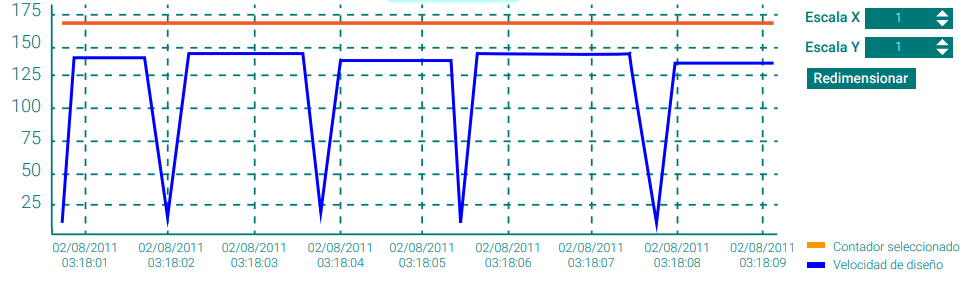 175
150
125
100
75
50
25
02/08/2011 02/08/2011 02/08/2011 02/08/2011 02/08/2011 02/08/2011 02/08/2011 02/08/2011 02/08/2011
03:18:01 03:18:02 03:18:03 03:18:04 03:18:05 03:18:06 03:18:07 03:18:08 03:18:09
Escala X 1
Escala Y 1
Redimensionar
Contador seleccionado
Velocidad de diseño